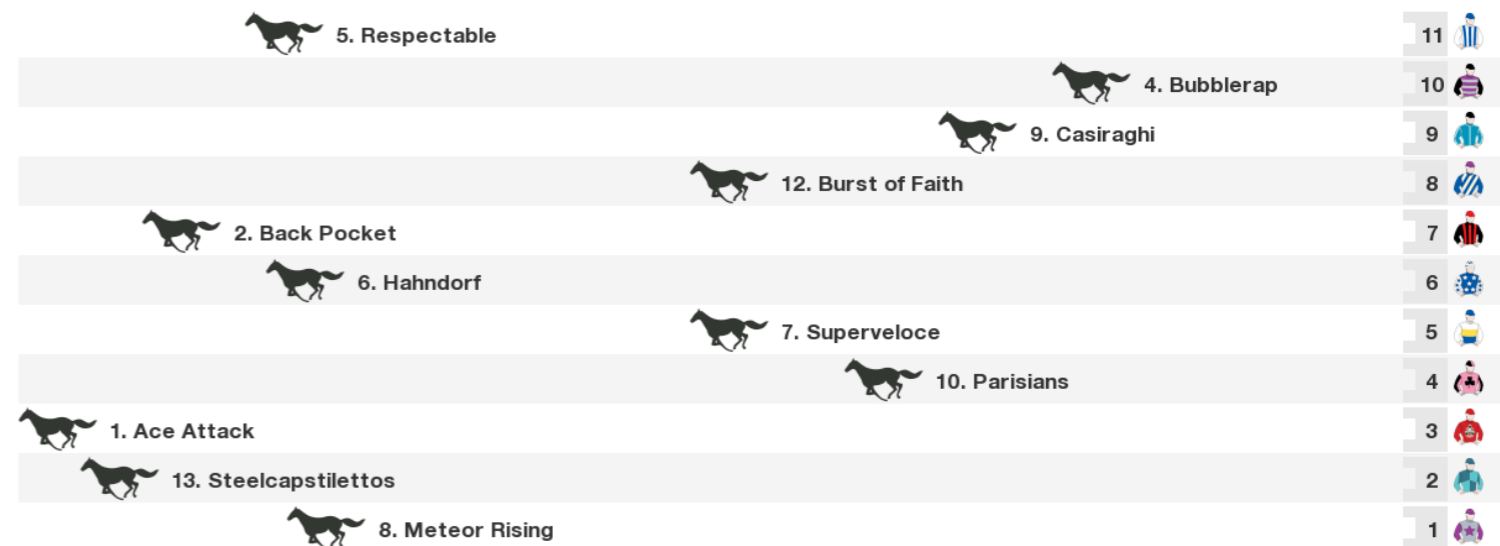 5. Respectable 11
4. Bubblerap 10
9. Casiraghi 9
12. Burst of Faith 8
2. Back Pocket 7
6. Hahndorf 6
7. Superveloce 5
10. Parisians 4
1. Ace Attack 3
13. Steelcapstilettos 2
8. Meteor Rising 1